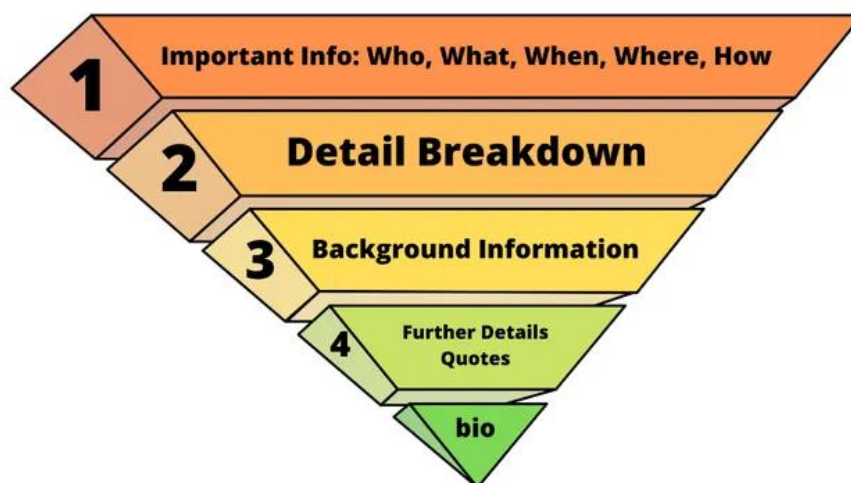 1
Important Info: Who, What, When, Where, How
2
Detail Breakdown
3
Background Information
4
Further Details
Quotes
bio